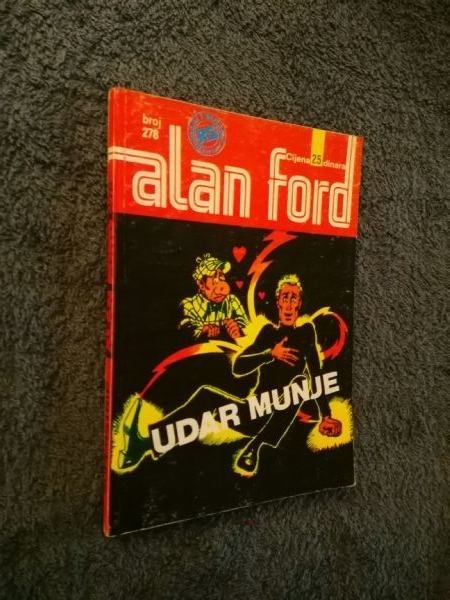 broj
278
Cijena 25 dinara
alan ford
UDAR MUNJE